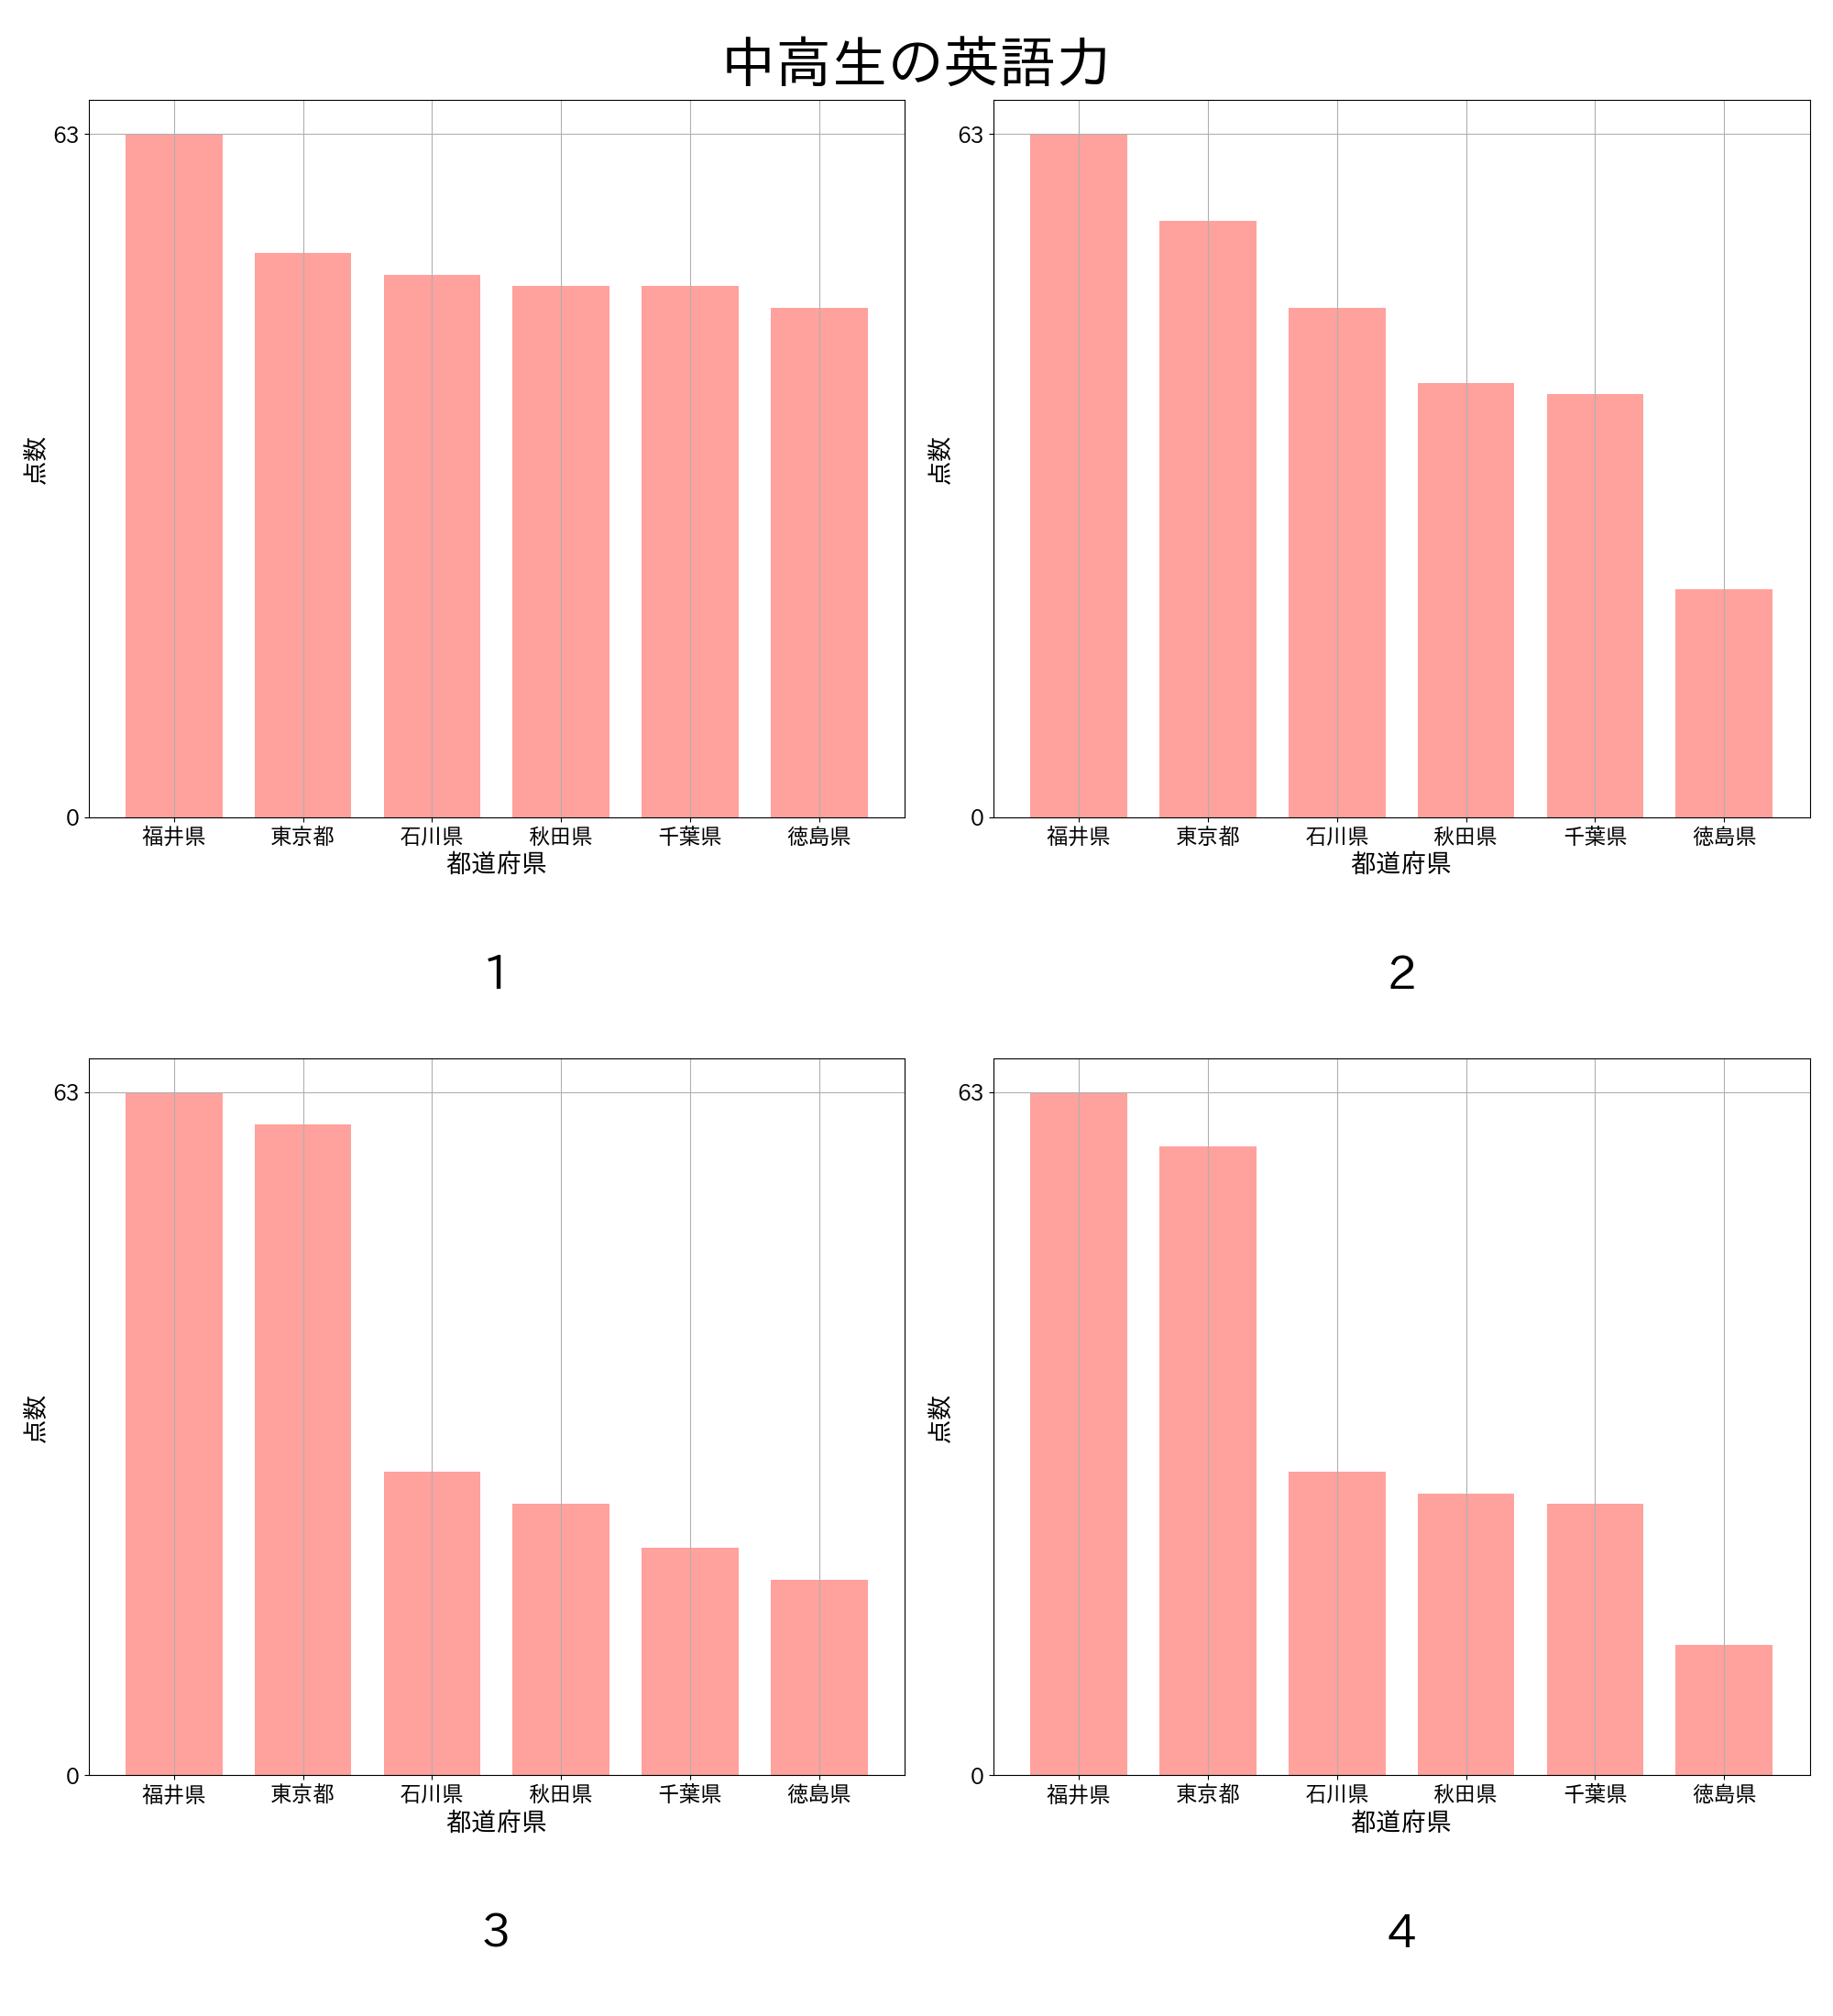 中高生の英語力
63
0
点数
福井県 東京都 石川県 秋田県 千葉県 徳島県
都道府県
1
63
0
点数
福井県 東京都 石川県 秋田県 千葉県 徳島県
都道府県
2
63
0
点数
福井県 東京都 石川県 秋田県 千葉県 徳島県
都道府県
3
63
0
点数
福井県 東京都 石川県 秋田県 千葉県 徳島県
都道府県
4